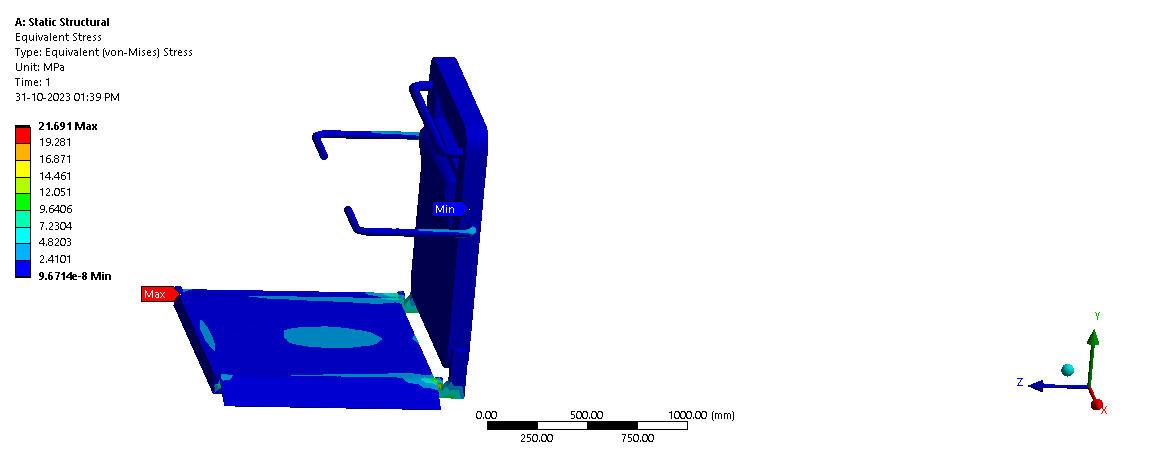 A: Static Structural
Equivalent Stress
Type: Equivalent (von-Mises) Stress
Unit: MPa
Time: 1
31-10-2023 01:39 PM
21.691 Max
19.281
16.871
14.461
12.051
9.6406
7.2304
4.8203
2.4101
9.6714e-8 Min
Min
Max
0.00 500.00 1000.00 (mm)
250.00 750.00
Y
Z
X